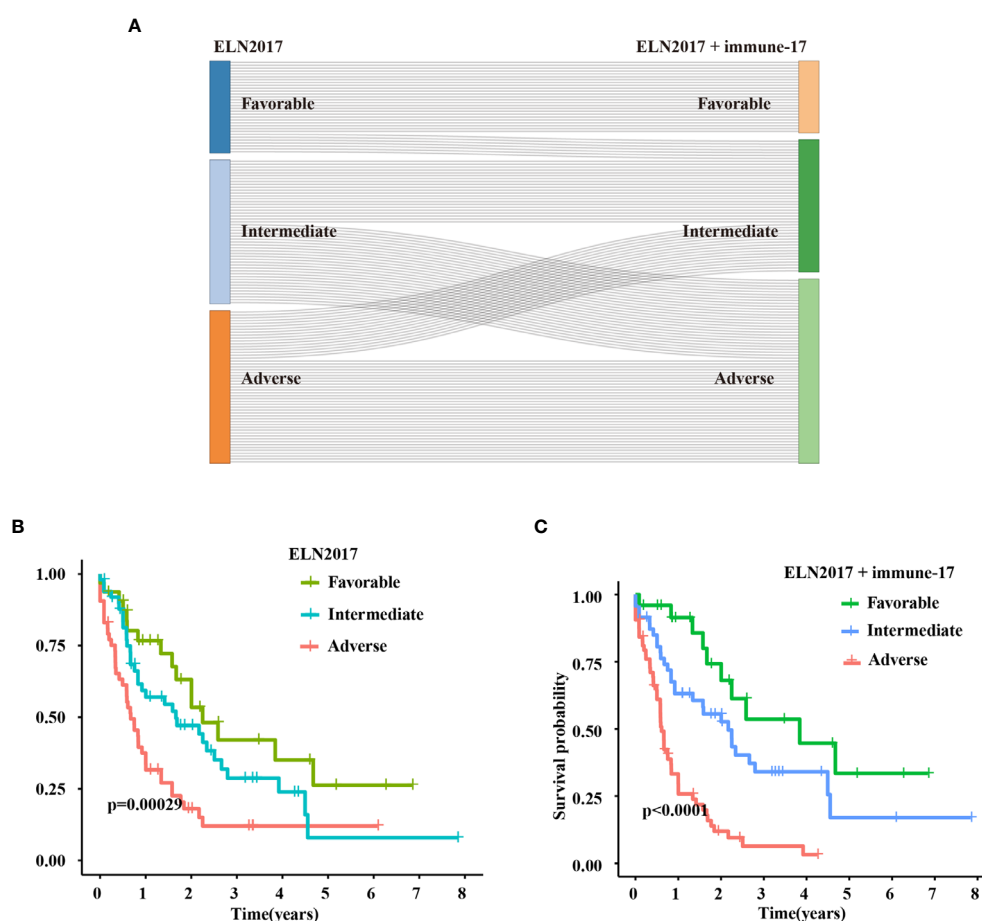 A
ELN2017
ELN2017 + immune-17
Favorable
Favorable
Intermediate
Intermediate
Adverse
Adverse
B
ELN2017
Favorable
Intermediate
Adverse
1.00
0.75
0.50
0.25
0.00
p=0.00029
0 1 2 3 4 5 6 7 8
Time(years)
C
ELN2017 + immune-17
Favorable
Intermediate
Adverse
Survival probability
1.00
0.75
0.50
0.25
0.00
p<0.0001
0 1 2 3 4 5 6 7 8
Time(years)